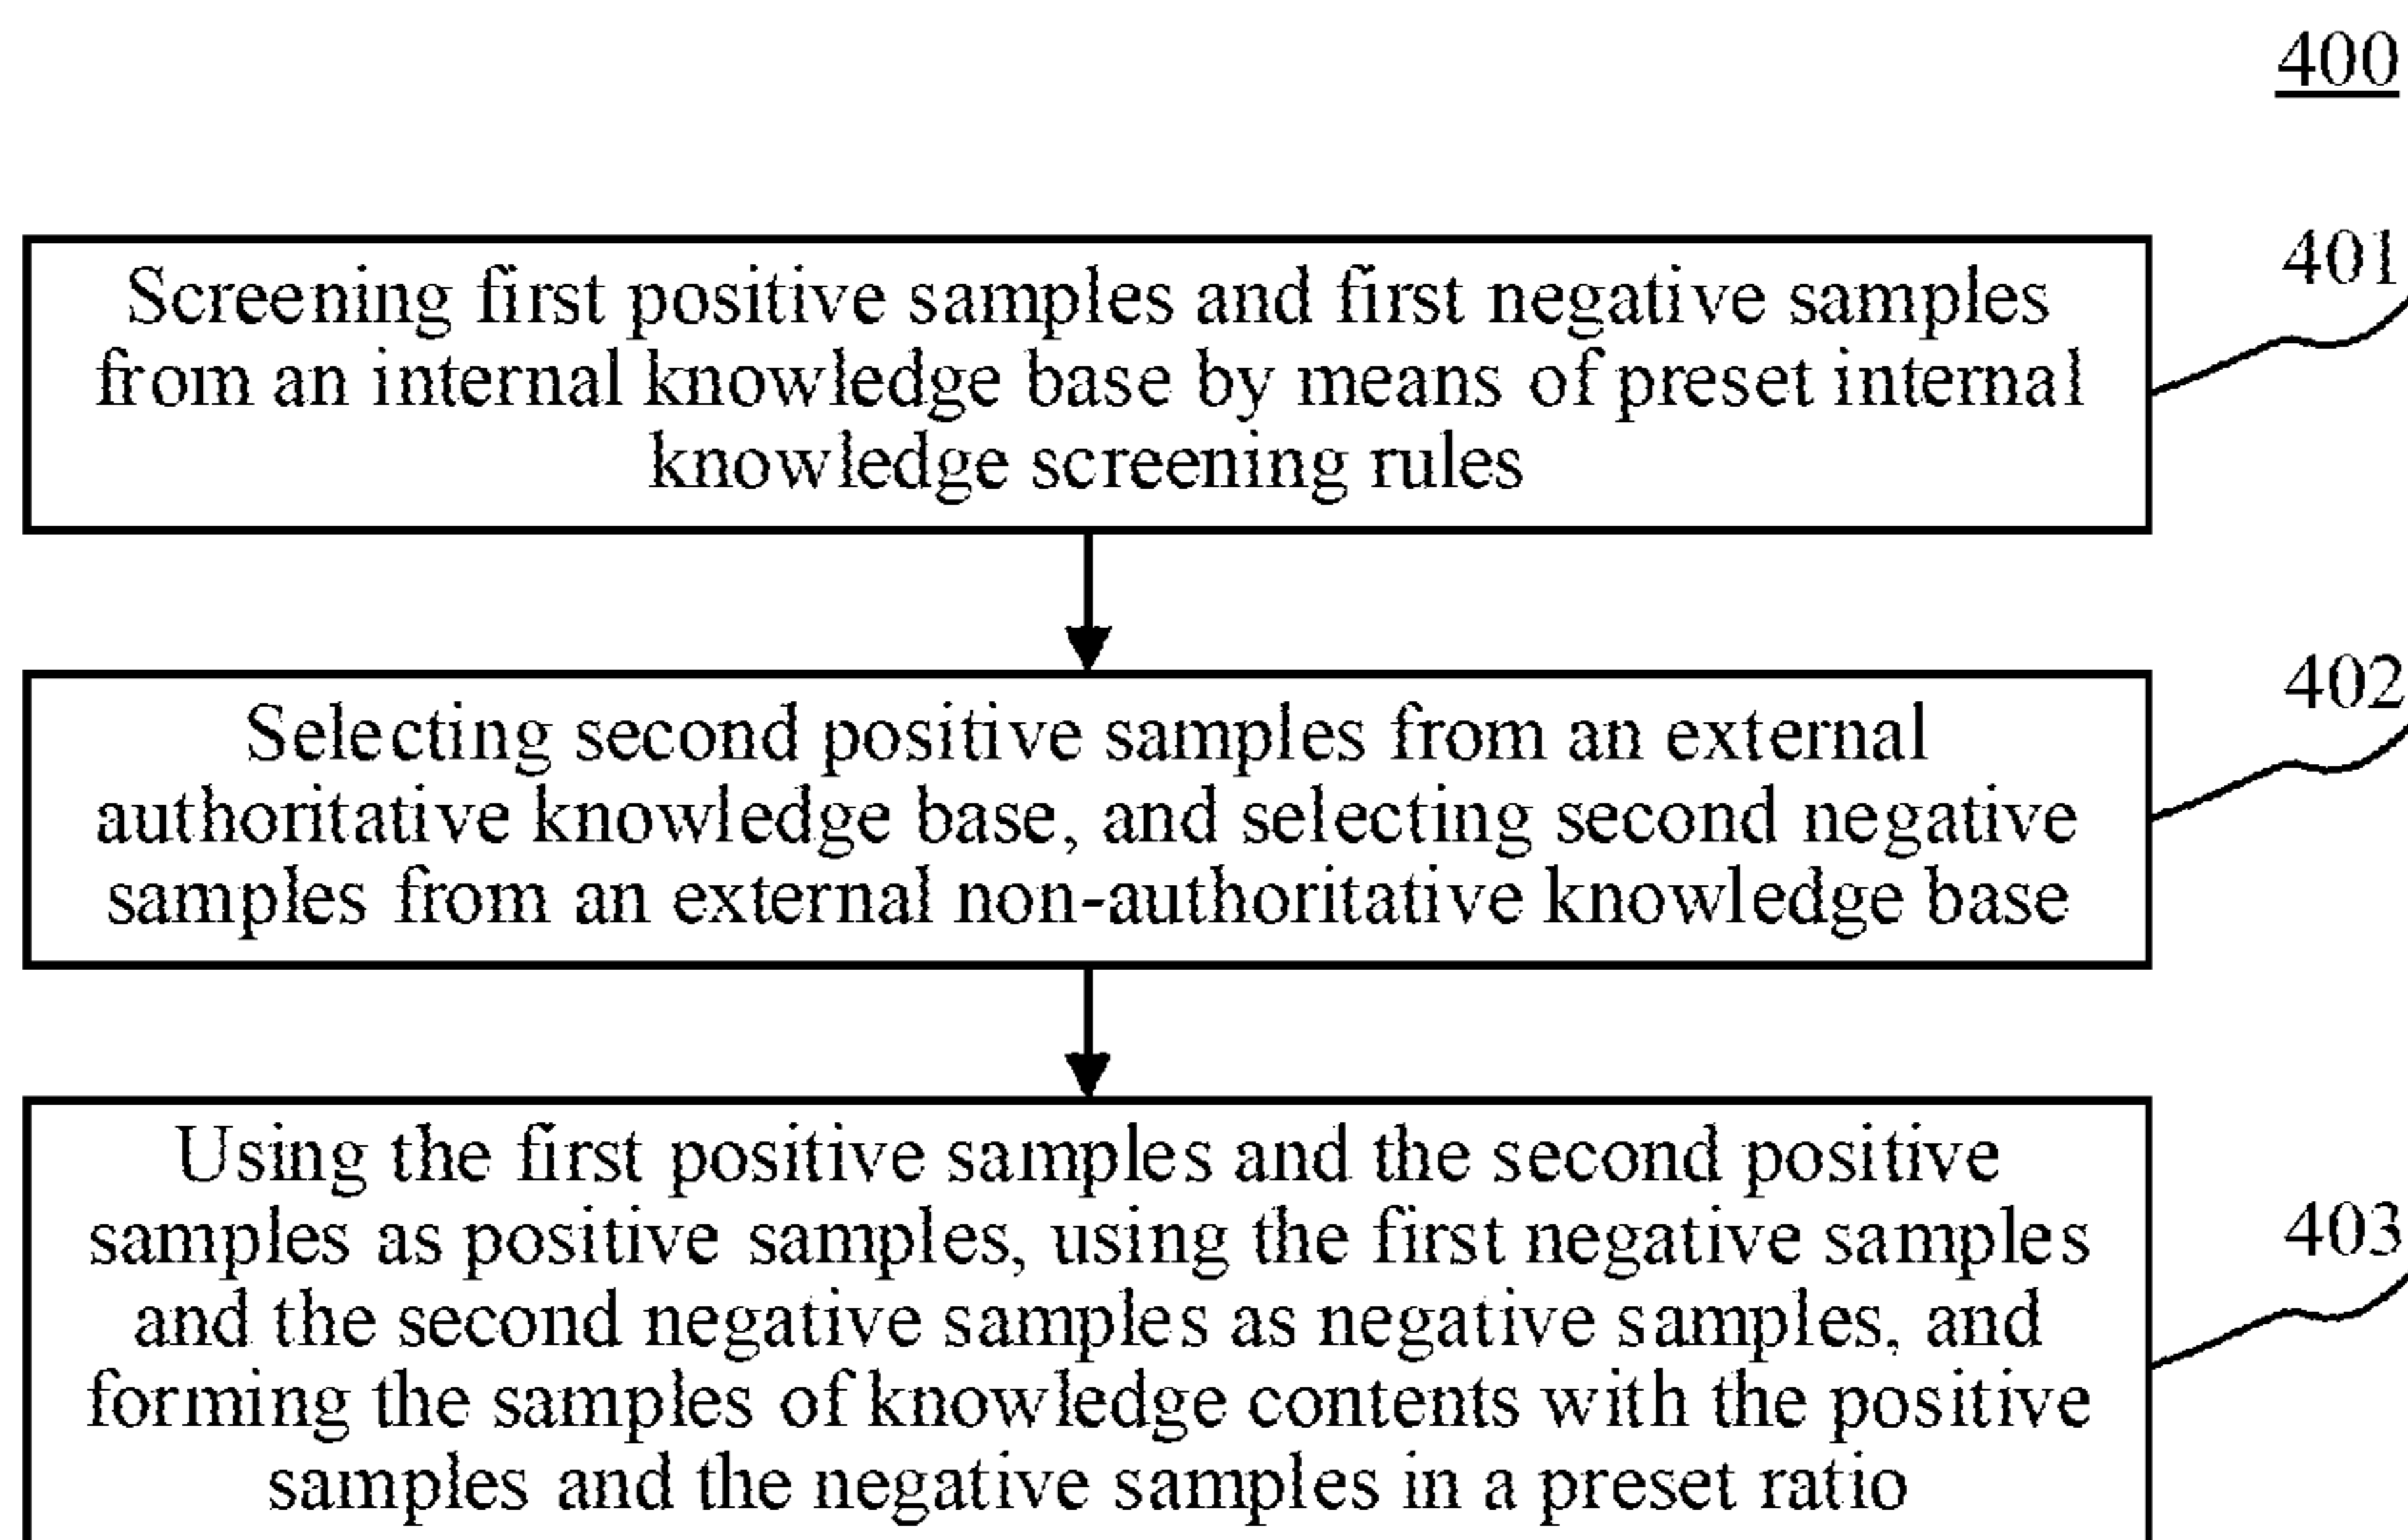 400
401
Screening first positive samples and first negative samples
from an internal knowledge base by means of preset internal
knowledge screening rules
402
Selecting second positive samples from an external
authoritative knowledge base, and selecting second negative
samples from an external non-authoritative knowledge base
403
Using the first positive samples and the second positive
samples as positive samples, using the first negative samples
and the second negative samples as negative samples, and
forming the samples of knowledge contents with the positive
samples and the negative samples in a preset ratio